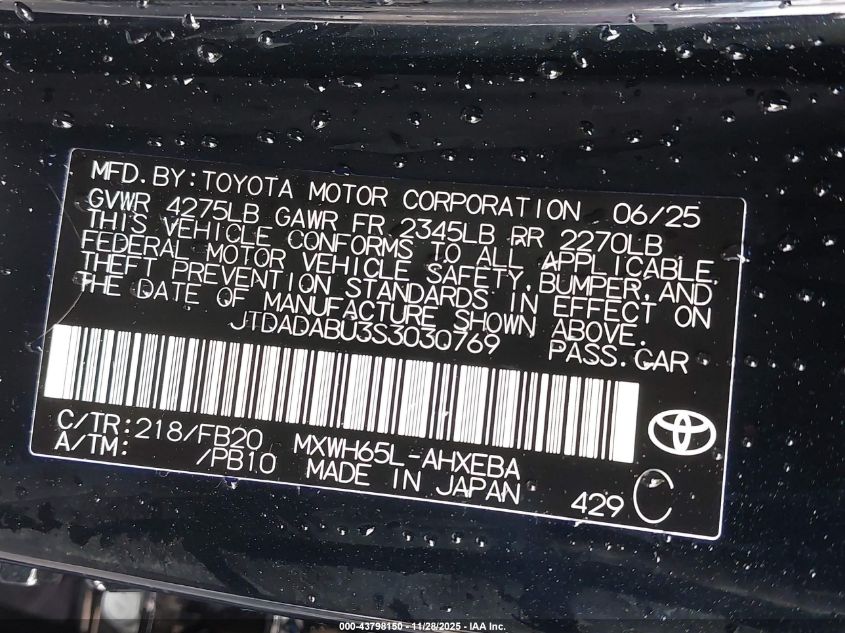 MFD.BY:TOYOTA MOTOR CORPORATION 06/25
GVWR 4275LB GAWR FR 2345LB RR 2270LB
THIS VEHICLE CONFORMS TO ALL APPLICABLE
FEDERAL MOTOR VEHICLE SAFETY,BUMPER,AND
THEFT PREVENTION STANDARDS IN EFFECT ON
THE DATE OF MANUFACTURE SHOWN ABOVE.
JTDADABU3S3030769 PASS.CAR
C/TR:218/FB20 MXWH65L-AHXEBA
A/TM: /PB10 MADE IN JAPAN
429 C
000-43798150 — 11/28/2025 — IAA Inc.